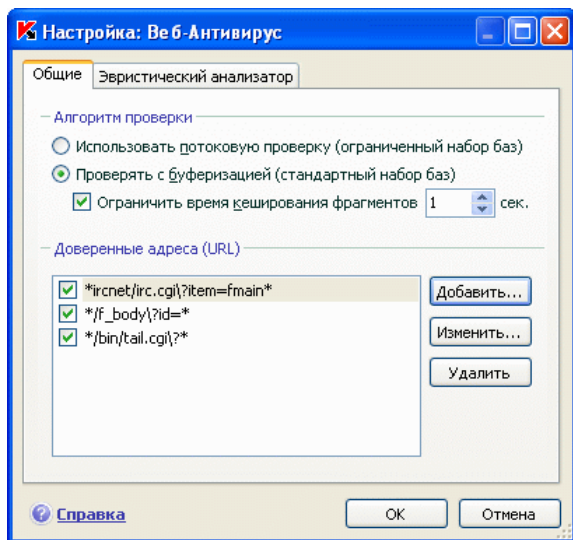 Настройка: Веб-Антивирус
Общие Эвристический анализатор
Алгоритм проверки
Использовать потоковую проверку (ограниченный набор баз)
Проверять с буферизацией (стандартный набор баз)
Ограничить время кеширования фрагментов 1 сек.
Доверенные адреса (URL)
*ircnet/irc.cgi\?item=fmain* Добавить...
*/f_body\?id=*
*/bin/tail.cgi\?* Изменить...
Удалить
Справка OK Отмена